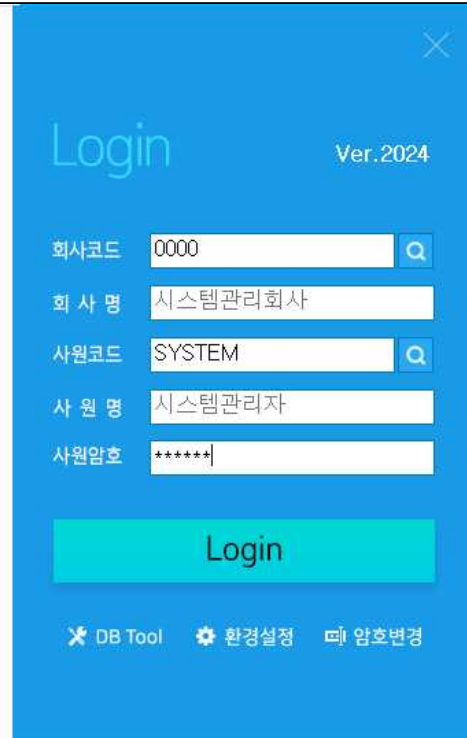 Login Ver.2024
회사코드 0000
회 사 명 시스템관리회사
사원코드 SYSTEM
사 원 명 시스템관리자
사원암호 ******
Login
DB Tool 환경설정 암호변경